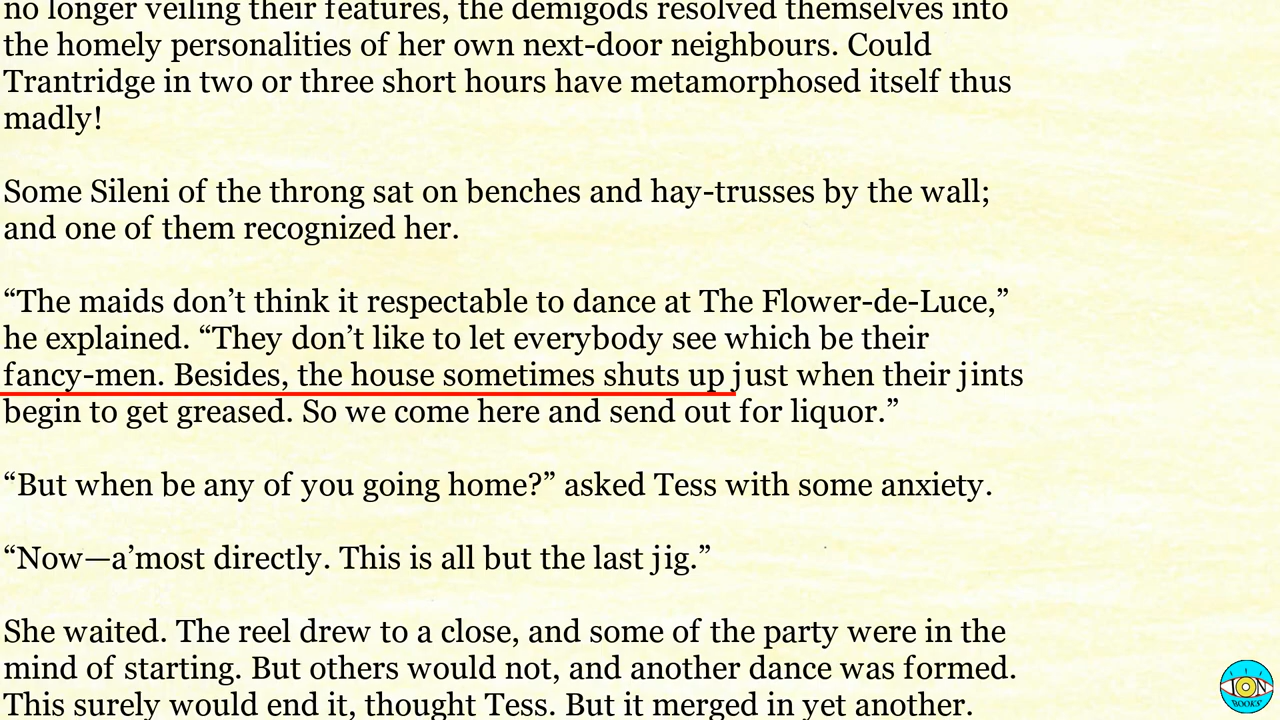 no longer veiling their features, the demigods resolved themselves into
the homely personalities of her own next-door neighbours. Could
Trantridge in two or three short hours have metamorphosed itself thus
madly!
Some Sileni of the throng sat on benches and hay-trusses by the wall;
and one of them recognized her.
“The maids don’t think it respectable to dance at The Flower-de-Luce,”
he explained. “They don’t like to let everybody see which be their
fancy-men. Besides, the house sometimes shuts up just when their jints
begin to get greased. So we come here and send out for liquor.”
“But when be any of you going home?” asked Tess with some anxiety.
“Now—a’most directly. This is all but the last jig.”
She waited. The reel drew to a close, and some of the party were in the
mind of starting. But others would not, and another dance was formed.
This surely would end it, thought Tess. But it merged in yet another.
ION
BOOKS